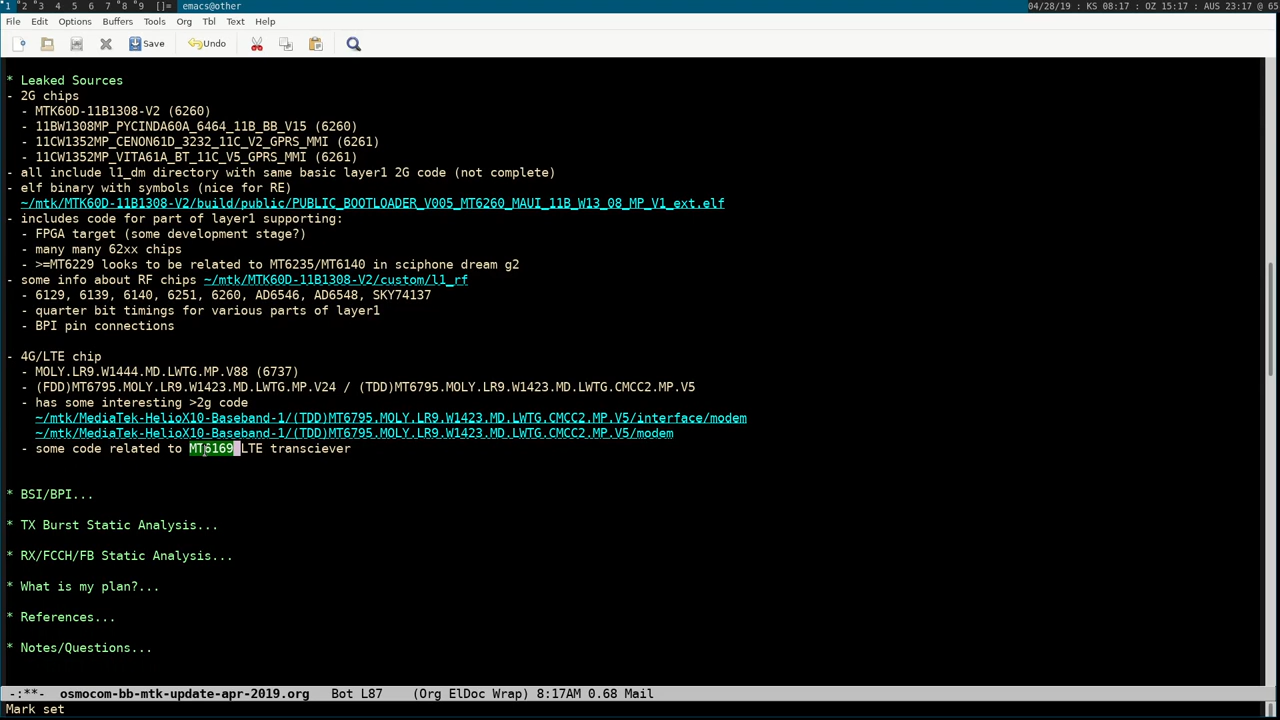 1 2 3 4 5 6 7 8 9 []= emacs@other 04/28/19 : KS 08:17 : OZ 15:17 : AUS 23:17 @ 65
File Edit Options Buffers Tools Org Tbl Text Help
Save Undo
* Leaked Sources
- 2G chips
- MTK60D-11B1308-V2 (6260)
- 11BW1308MP_PYCINDA60A_6464_11B_BB_V15 (6260)
- 11CW1352MP_CENON61D_3232_11C_V2_GPRS_MMI (6261)
- 11CW1352MP_VITA61A_BT_11C_V5_GPRS_MMI (6261)
- all include l1_dm directory with same basic layer1 2G code (not complete)
- elf binary with symbols (nice for RE)
~/mtk/MTK60D-11B1308-V2/build/public/PUBLIC_BOOTLOADER_V005_MT6260_MAUI_11B_W13_08_MP_V1_ext.elf
- includes code for part of layer1 supporting:
- FPGA target (some development stage?)
- many many 62xx chips
- >=MT6229 looks to be related to MT6235/MT6140 in sciphone dream g2
- some info about RF chips ~/mtk/MTK60D-11B1308-V2/custom/l1_rf
- 6129, 6139, 6140, 6251, 6260, AD6546, AD6548, SKY74137
- quarter bit timings for various parts of layer1
- BPI pin connections
- 4G/LTE chip
- MOLY.LR9.W1444.MD.LWTG.MP.V88 (6737)
- (FDD)MT6795.MOLY.LR9.W1423.MD.LWTG.MP.V24 / (TDD)MT6795.MOLY.LR9.W1423.MD.LWTG.CMCC2.MP.V5
- has some interesting >2g code
~/mtk/MediaTek-HelioX10-Baseband-1/(TDD)MT6795.MOLY.LR9.W1423.MD.LWTG.CMCC2.MP.V5/interface/modem
~/mtk/MediaTek-HelioX10-Baseband-1/(TDD)MT6795.MOLY.LR9.W1423.MD.LWTG.CMCC2.MP.V5/modem
- some code related to MT6169 LTE transciever
* BSI/BPI...
* TX Burst Static Analysis...
* RX/FCCH/FB Static Analysis...
* What is my plan?...
* References...
* Notes/Questions...
-:**- osmocom-bb-mtk-update-apr-2019.org Bot L87 (Org ElDoc Wrap) 8:17AM 0.68 Mail
Mark set